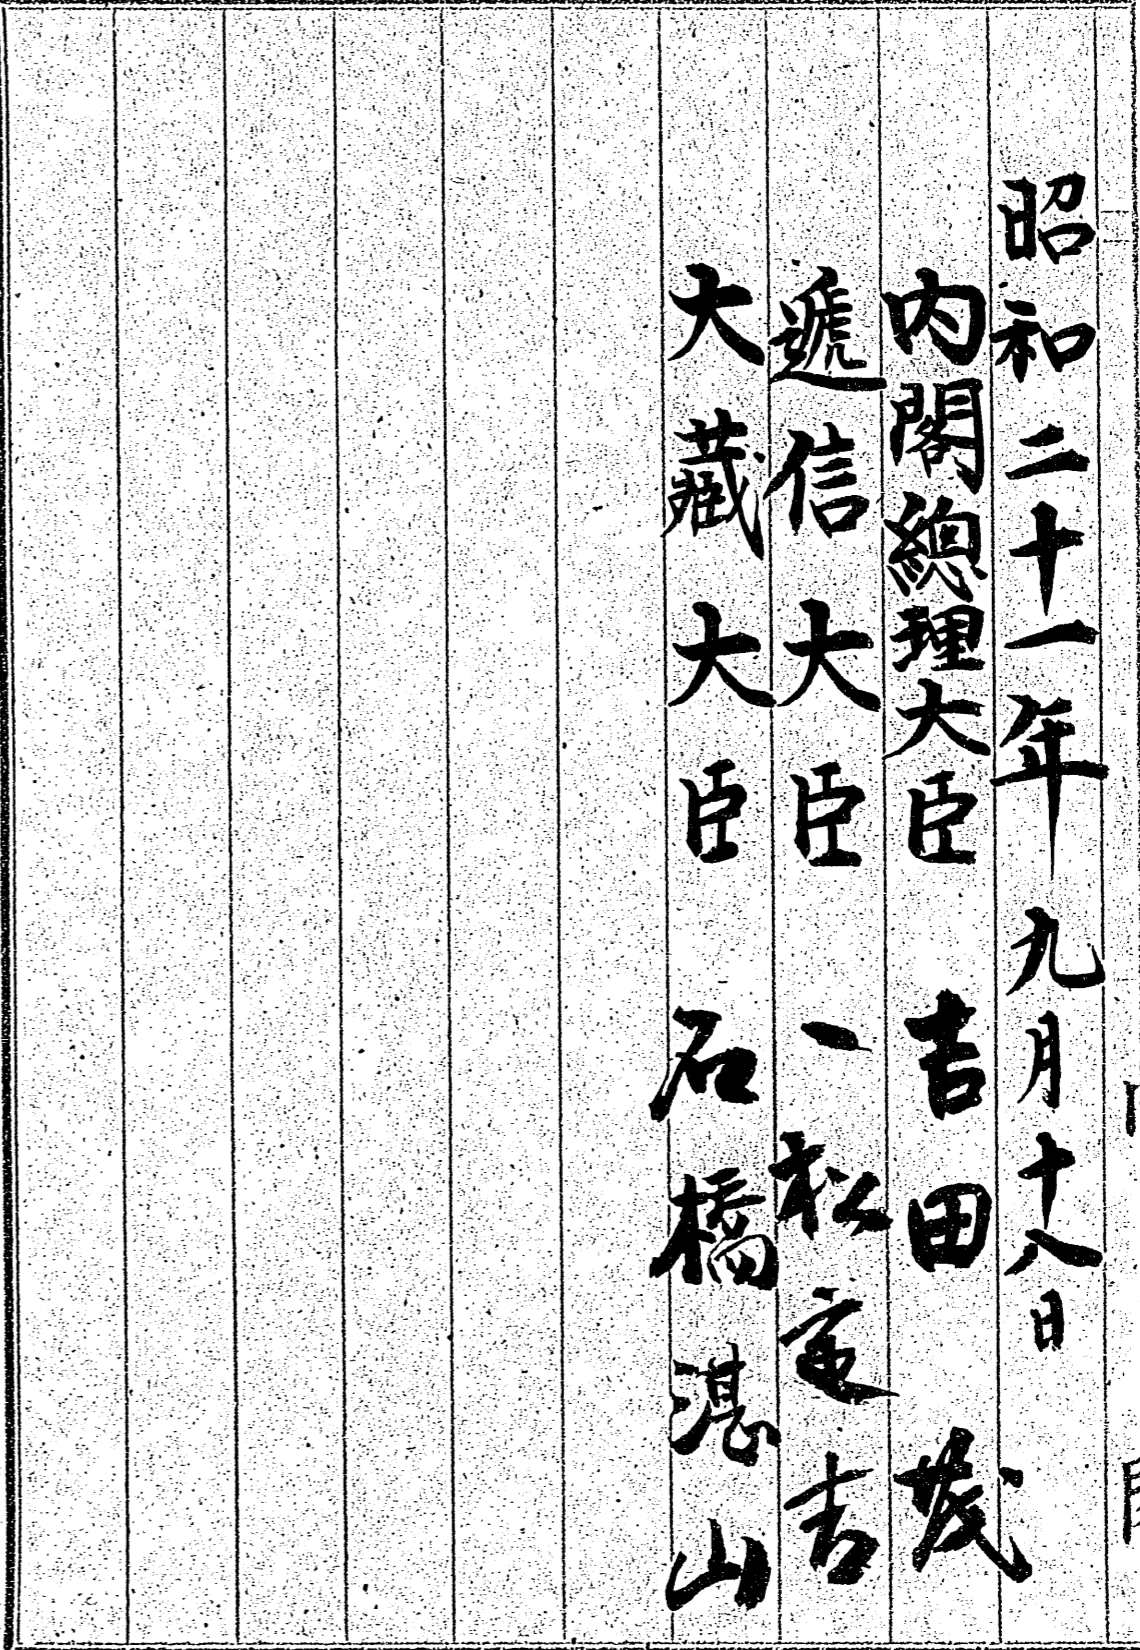 昭和二十一年九月十八日
内閣總理大臣 吉田茂
遞信大臣 一松定吉
大藏大臣 石橋湛山